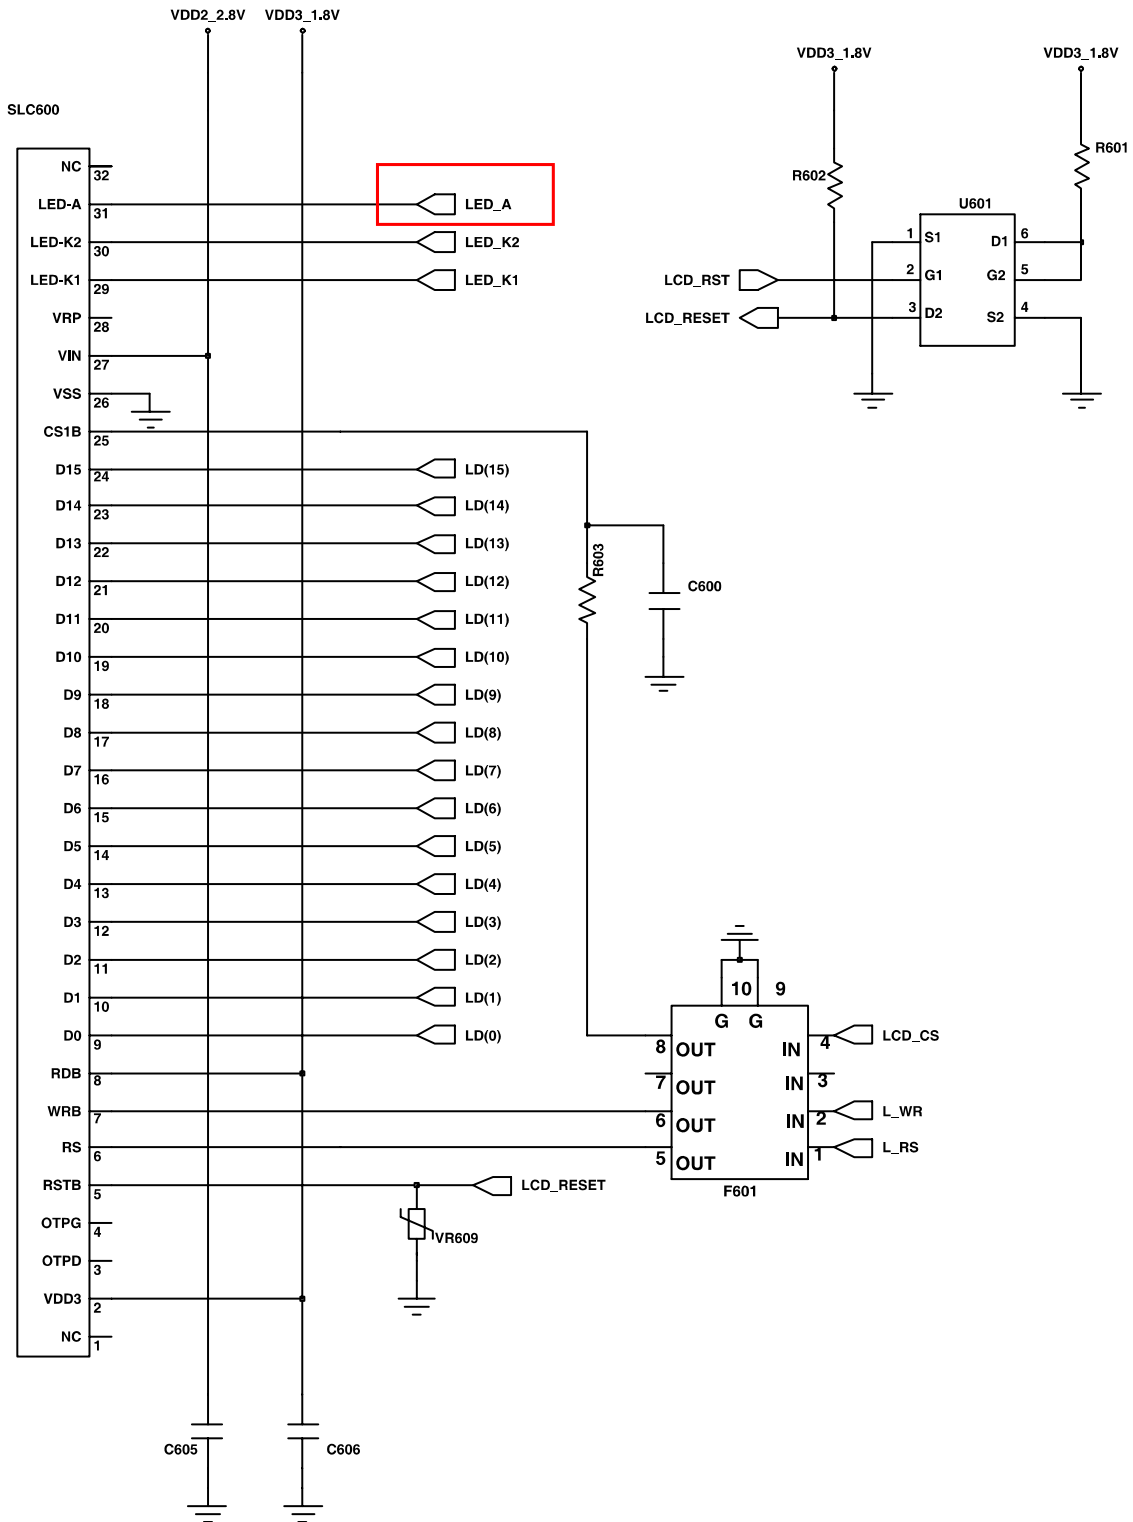 VDD2_2.8V VDD3_1.8V
VDD3_1.8V VDD3_1.8V
SLC600
NC 32
LED-A 31 LED_A
LED-K2 30 LED_K2
LED-K1 29 LED_K1
VRP 28
VIN 27
VSS 26
CS1B 25
D15 24 LD(15)
D14 23 LD(14)
D13 22 LD(13)
D12 21 LD(12)
D11 20 LD(11)
D10 19 LD(10)
D9 18 LD(9)
D8 17 LD(8)
D7 16 LD(7)
D6 15 LD(6)
D5 14 LD(5)
D4 13 LD(4)
D3 12 LD(3)
D2 11 LD(2)
D1 10 LD(1)
D0 9 LD(0)
RDB 8
WRB 7
RS 6
RSTB 5 LCD_RESET
OTPG 4
VR609
OTPD 3
VDD3 2
NC 1
C605 C606
R602 R601
U601
1 S1 D1 6
LCD_RST 2 G1 G2 5
LCD_RESET 3 D2 S2 4
R603
C600
10 9
G G
8 OUT IN 4 LCD_CS
7 OUT IN 3
6 OUT IN 2 L_WR
5 OUT IN 1 L_RS
F601